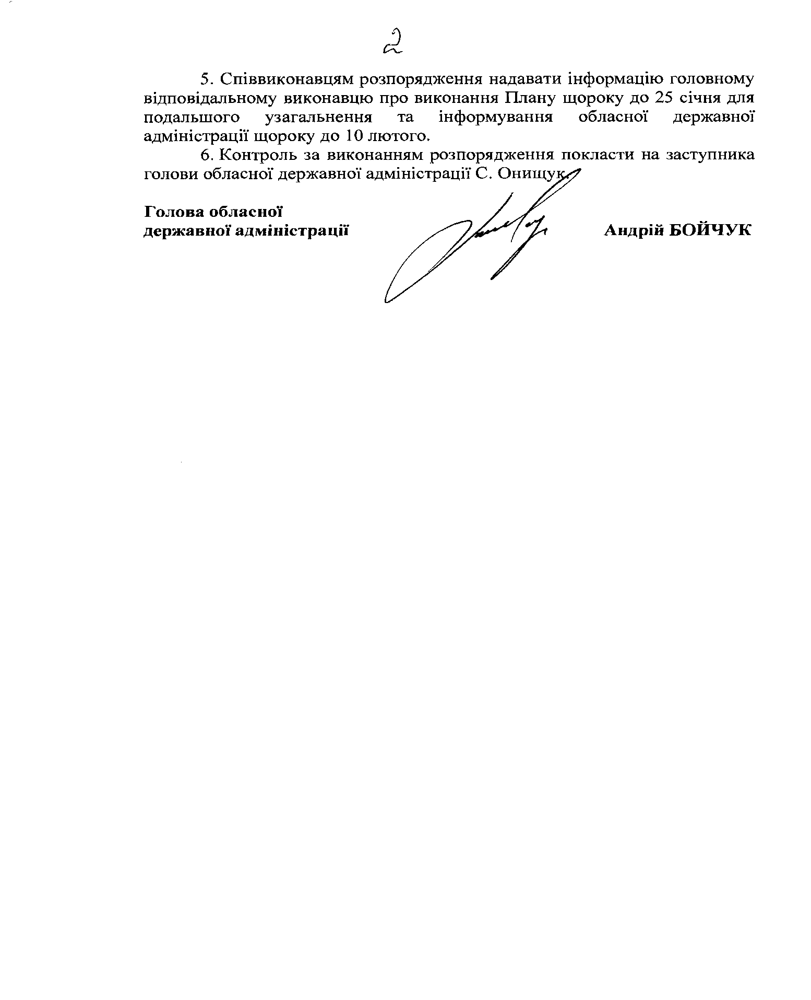 2
5. Співвиконавцям розпорядження надавати інформацію головному
відповідальному виконавцю про виконання Плану щороку до 25 січня для
подальшого узагальнення та інформування обласної державної
адміністрації щороку до 10 лютого.
6. Контроль за виконанням розпорядження покласти на заступника
голови обласної державної адміністрації С. Онищук.
Голова обласної
державної адміністрації Андрій БОЙЧУК